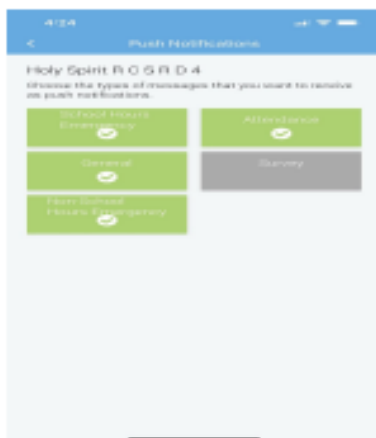 4:24
Push Notifications
Holy Spirit R C S R D 4
Choose the types of messages that you want to receive
as push notifications.
School Hours
Emergency
Attendance
General
Survey
Non School
Hours Emergency